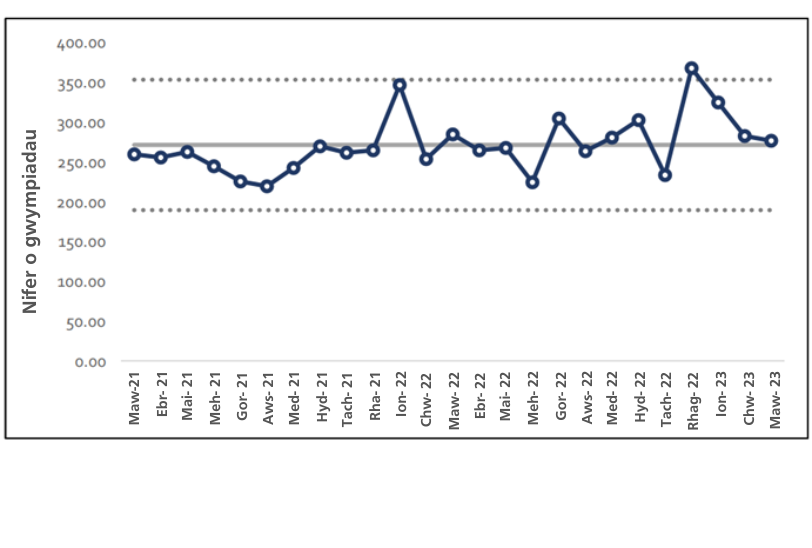 400.00
350.00
300.00
250.00
200.00
150.00
100.00
50.00
0.00
Nifer o gwympiadau
Maw-21
Ebr- 21
Mai- 21
Meh- 21
Gor- 21
Aws- 21
Med- 21
Hyd- 21
Tach- 21
Rha- 21
Ion- 22
Chw- 22
Maw- 22
Ebr- 22
Mai- 22
Meh- 22
Gor- 22
Aws- 22
Med- 22
Hyd- 22
Tach- 22
Rhag- 22
Ion- 23
Chw- 23
Maw- 23